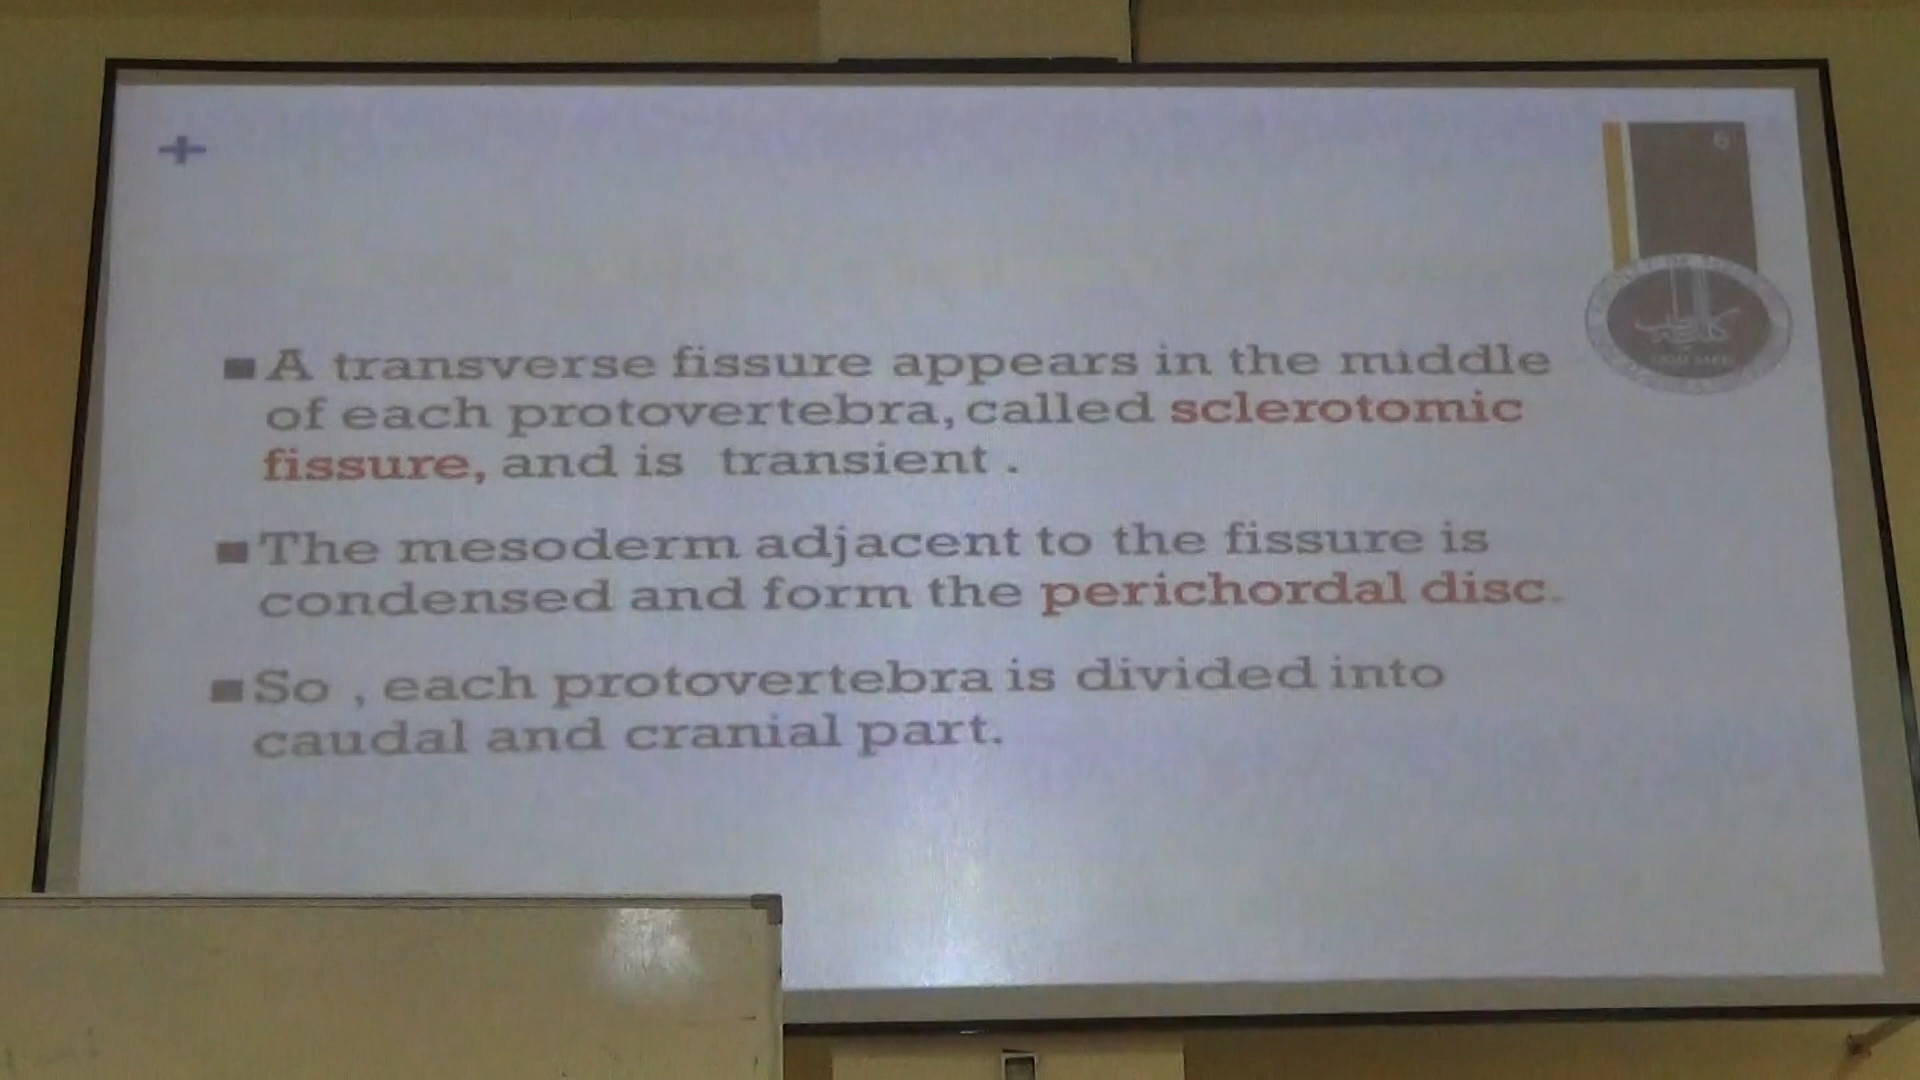 +
6
▪ A transverse fissure appears in the middle
of each protovertebra, called sclerotomic
fissure, and is  transient .
▪ The mesoderm adjacent to the fissure is
condensed and form the perichordal disc.
▪ So , each protovertebra is divided into
caudal and cranial part.